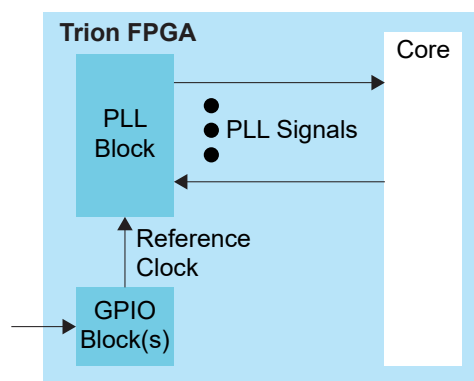 Trion FPGA
Core
PLL
Block
PLL Signals
Reference
Clock
GPIO
Block(s)